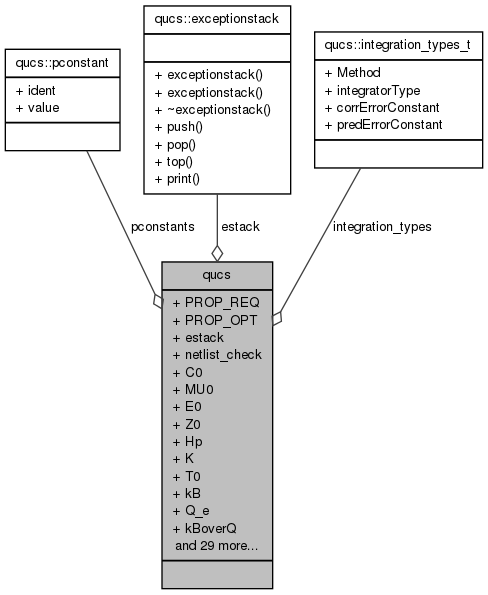 qucs::pconstant
+ ident
+ value
qucs::exceptionstack
+ exceptionstack()
+ exceptionstack()
+ ~exceptionstack()
+ push()
+ pop()
+ top()
+ print()
qucs::integration_types_t
+ Method
+ integratorType
+ corrErrorConstant
+ predErrorConstant
pconstants
estack
integration_types
qucs
+ PROP_REQ
+ PROP_OPT
+ estack
+ netlist_check
+ C0
+ MU0
+ E0
+ Z0
+ Hp
+ K
+ T0
+ kB
+ Q_e
+ kBoverQ
and 29 more...